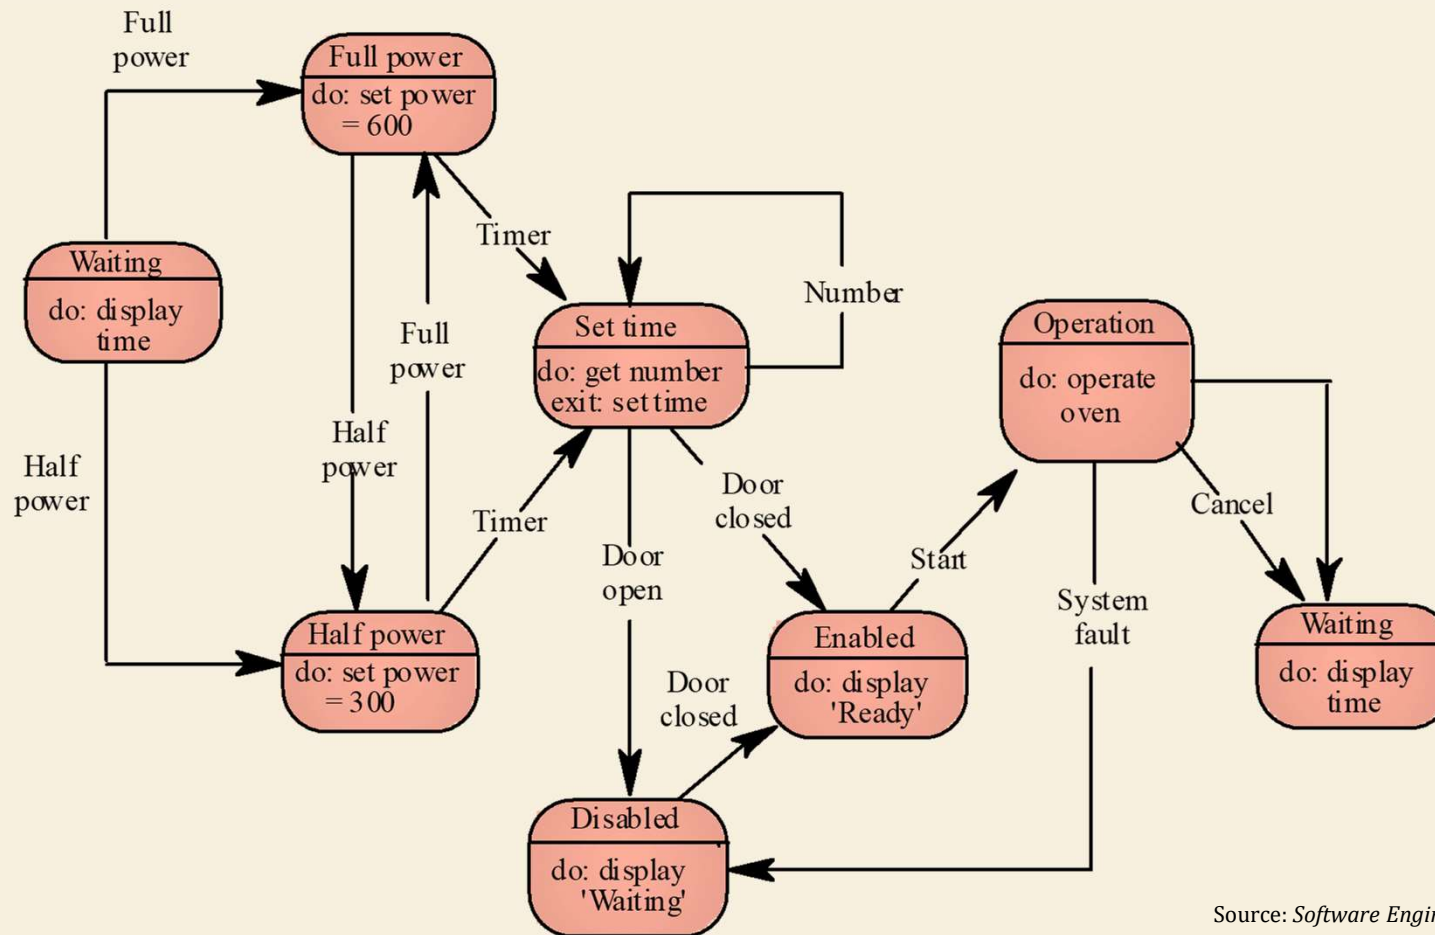 Full
power
Full power
do: set power
= 600
Timer
Waiting
do: display
time
Number
Full
power
Set time
do: get number
exit: set time
Operation
do: operate
oven
Half
power
Half
power
Timer
Door
closed
Door
open
Cancel
Start
System
fault
Half power
do: set power
= 300
Enabled
do: display
'Ready'
Waiting
do: display
time
Door
closed
Disabled
do: display
'Waiting'
Source: Software Engin